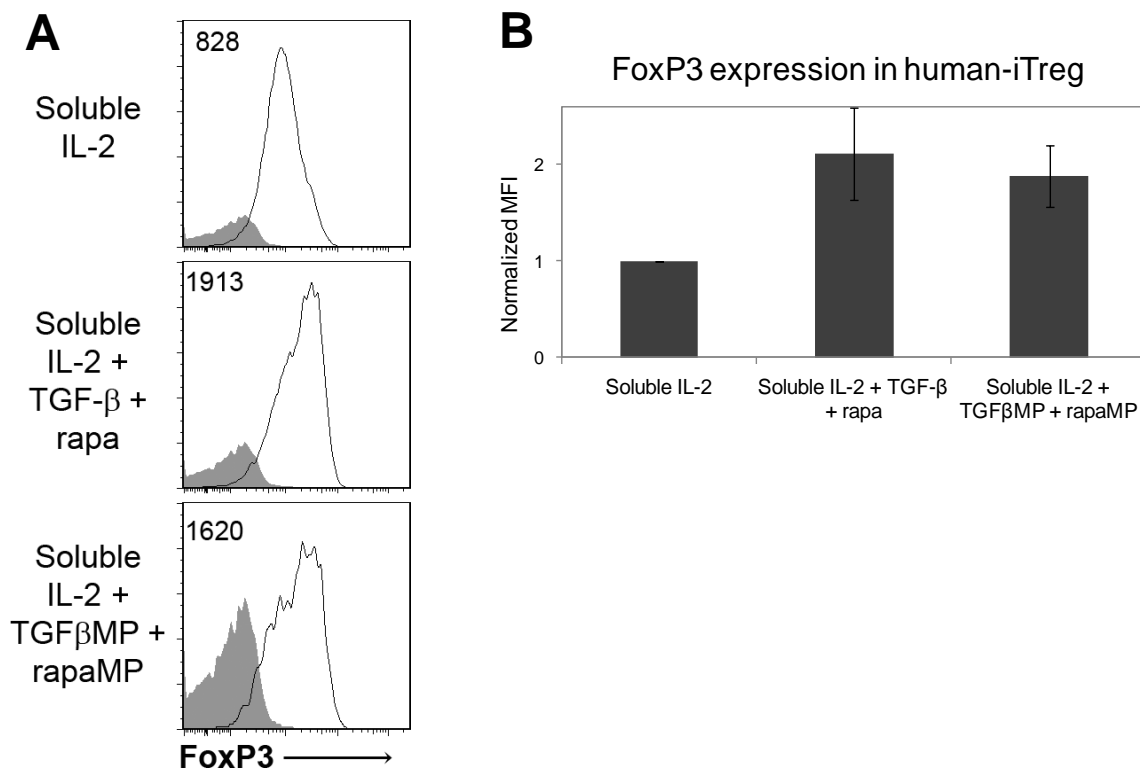 A
Soluble
IL-2
828
Soluble
IL-2 +
TGF-β +
rapa
1913
Soluble
IL-2 +
TGFβMP +
rapaMP
1620
FoxP3
B
FoxP3 expression in human-iTreg
Normalized MFI
2
1
0
Soluble IL-2
Soluble IL-2 + TGF-β
+ rapa
Soluble IL-2 +
TGFβMP + rapaMP